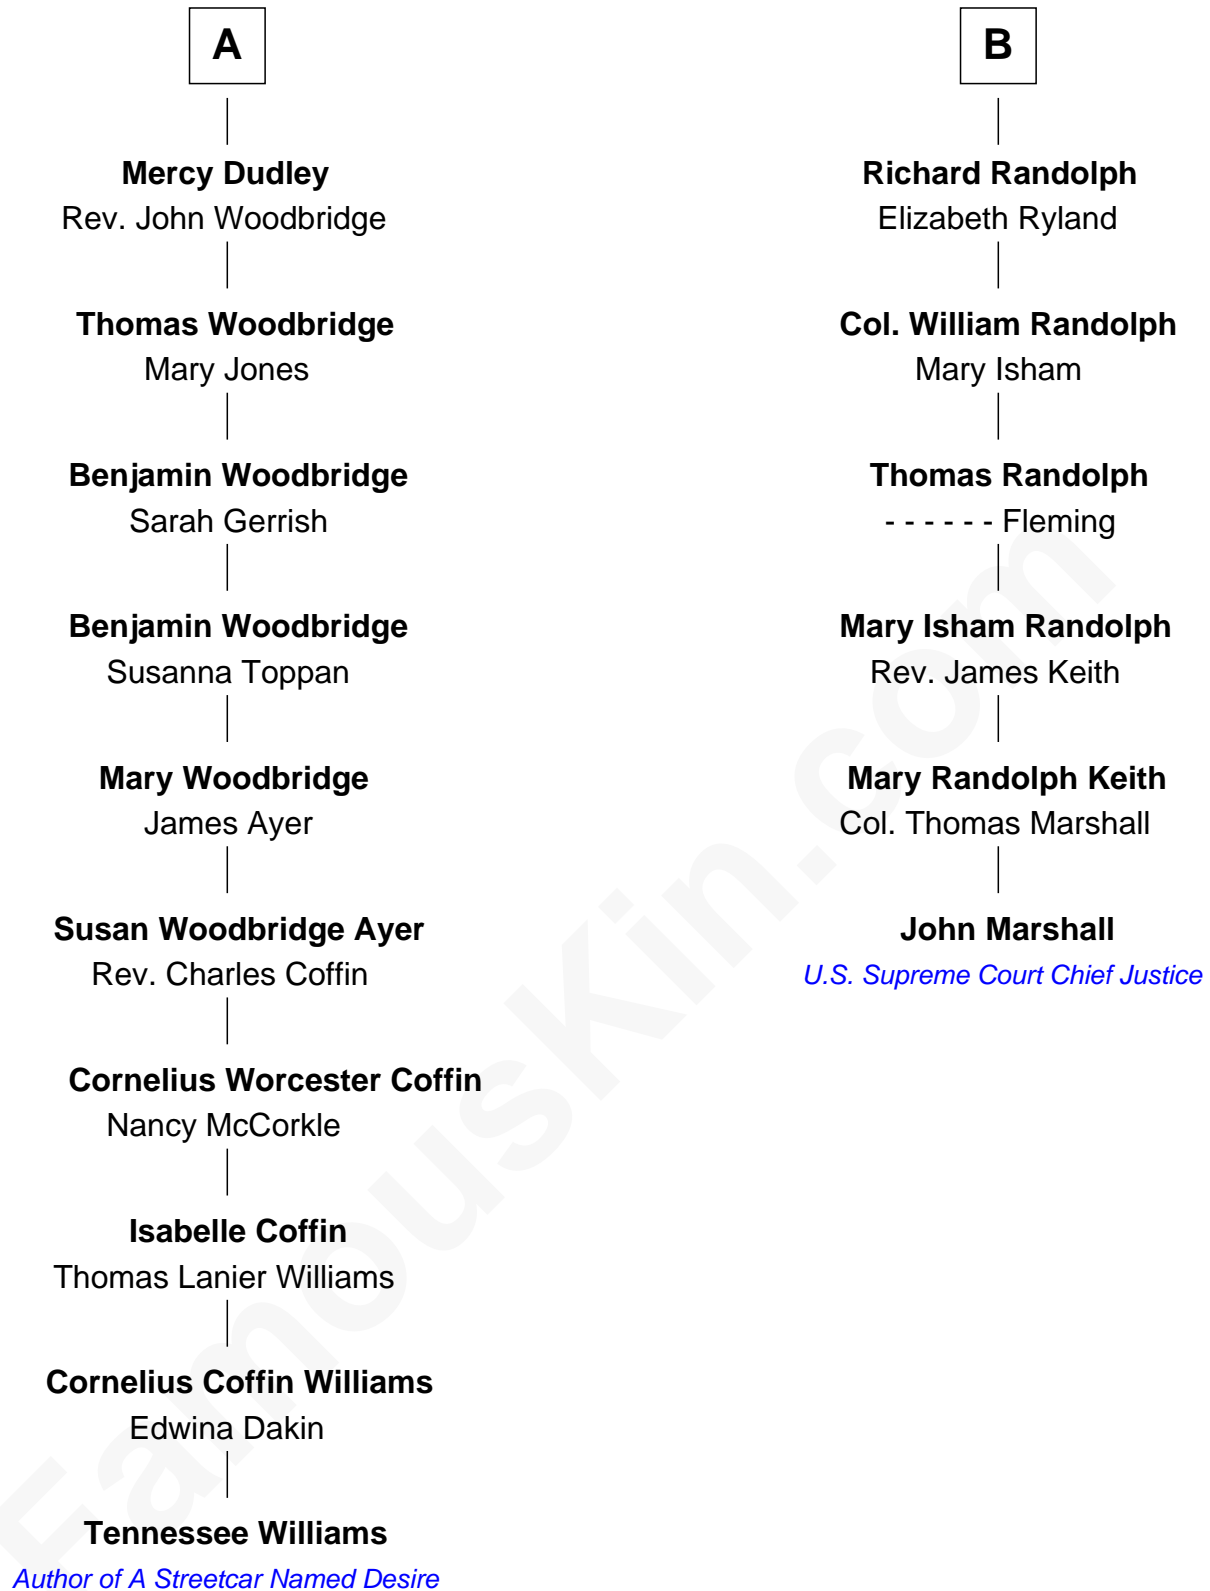 A
Mercy Dudley
Rev. John Woodbridge
Thomas Woodbridge
Mary Jones
Benjamin Woodbridge
Sarah Gerrish
Benjamin Woodbridge
Susanna Toppan
Mary Woodbridge
James Ayer
Susan Woodbridge Ayer
Rev. Charles Coffin
Cornelius Worcester Coffin
Nancy McCorkle
Isabelle Coffin
Thomas Lanier Williams
Cornelius Coffin Williams
Edwina Dakin
Tennessee Williams
Author of A Streetcar Named Desire
B
Richard Randolph
Elizabeth Ryland
Col. William Randolph
Mary Isham
Thomas Randolph
- - - - - - Fleming
Mary Isham Randolph
Rev. James Keith
Mary Randolph Keith
Col. Thomas Marshall
John Marshall
U.S. Supreme Court Chief Justice
FamousKin.com